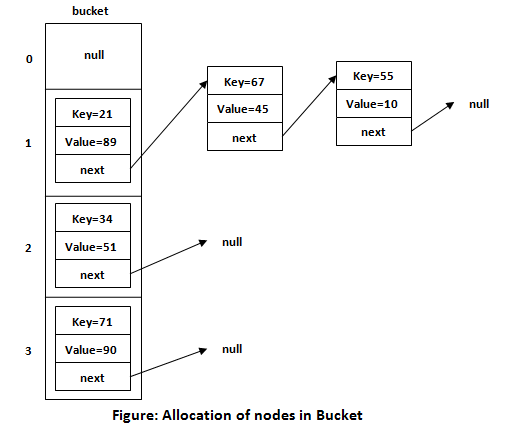 bucket
0
null
1
Key=21
Value=89
next
Key=67
Value=45
next
Key=55
Value=10
next
null
2
Key=34
Value=51
next
null
3
Key=71
Value=90
next
null
Figure: Allocation of nodes in Bucket